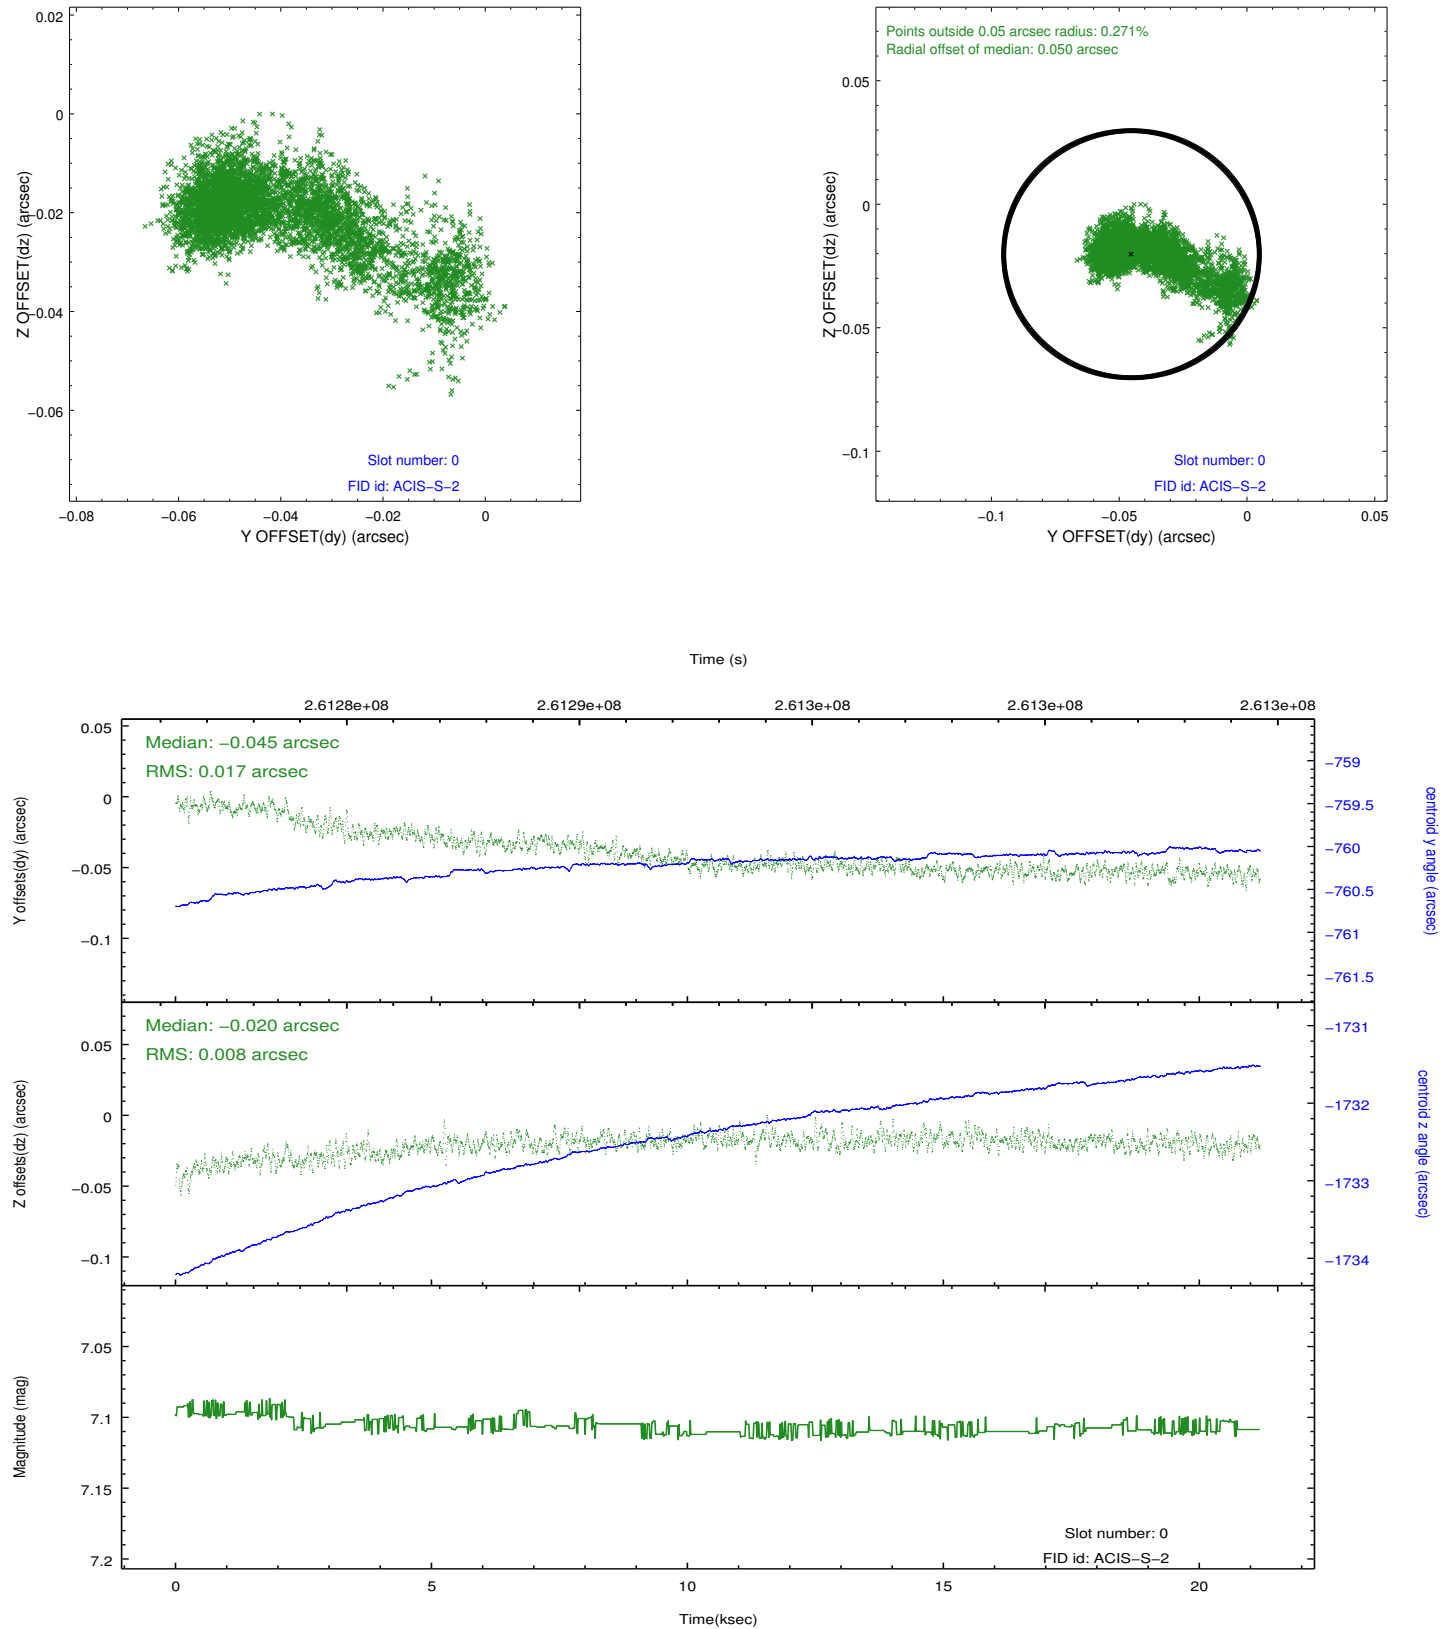 0.02
0
−0.02
−0.04
−0.06
Z OFFSET(dz) (arcsec)
Slot number: 0
FID id: ACIS−S−2
−0.08
−0.06
−0.04
−0.02
0
Y OFFSET(dy) (arcsec)
Points outside 0.05 arcsec radius: 0.271%
Radial offset of median: 0.050 arcsec
0.05
0
−0.05
−0.1
Z OFFSET(dz) (arcsec)
Slot number: 0
FID id: ACIS−S−2
−0.1
−0.05
0
0.05
Y OFFSET(dy) (arcsec)
Time (s)
2.6128e+08
2.6129e+08
2.613e+08
2.613e+08
2.613e+08
Median: −0.045 arcsec
RMS: 0.017 arcsec
0.05
0
−0.05
−0.1
Y offsets(dy) (arcsec)
−759
−759.5
−760
−760.5
−761
−761.5
centroid y angle (arcsec)
Median: −0.020 arcsec
RMS: 0.008 arcsec
0.05
0
−0.05
−0.1
Z offsets(dz) (arcsec)
−1731
−1732
−1733
−1734
centroid z angle (arcsec)
7.05
7.1
7.15
7.2
Magnitude (mag)
Slot number: 0
FID id: ACIS−S−2
0
5
10
15
20
Time(ksec)